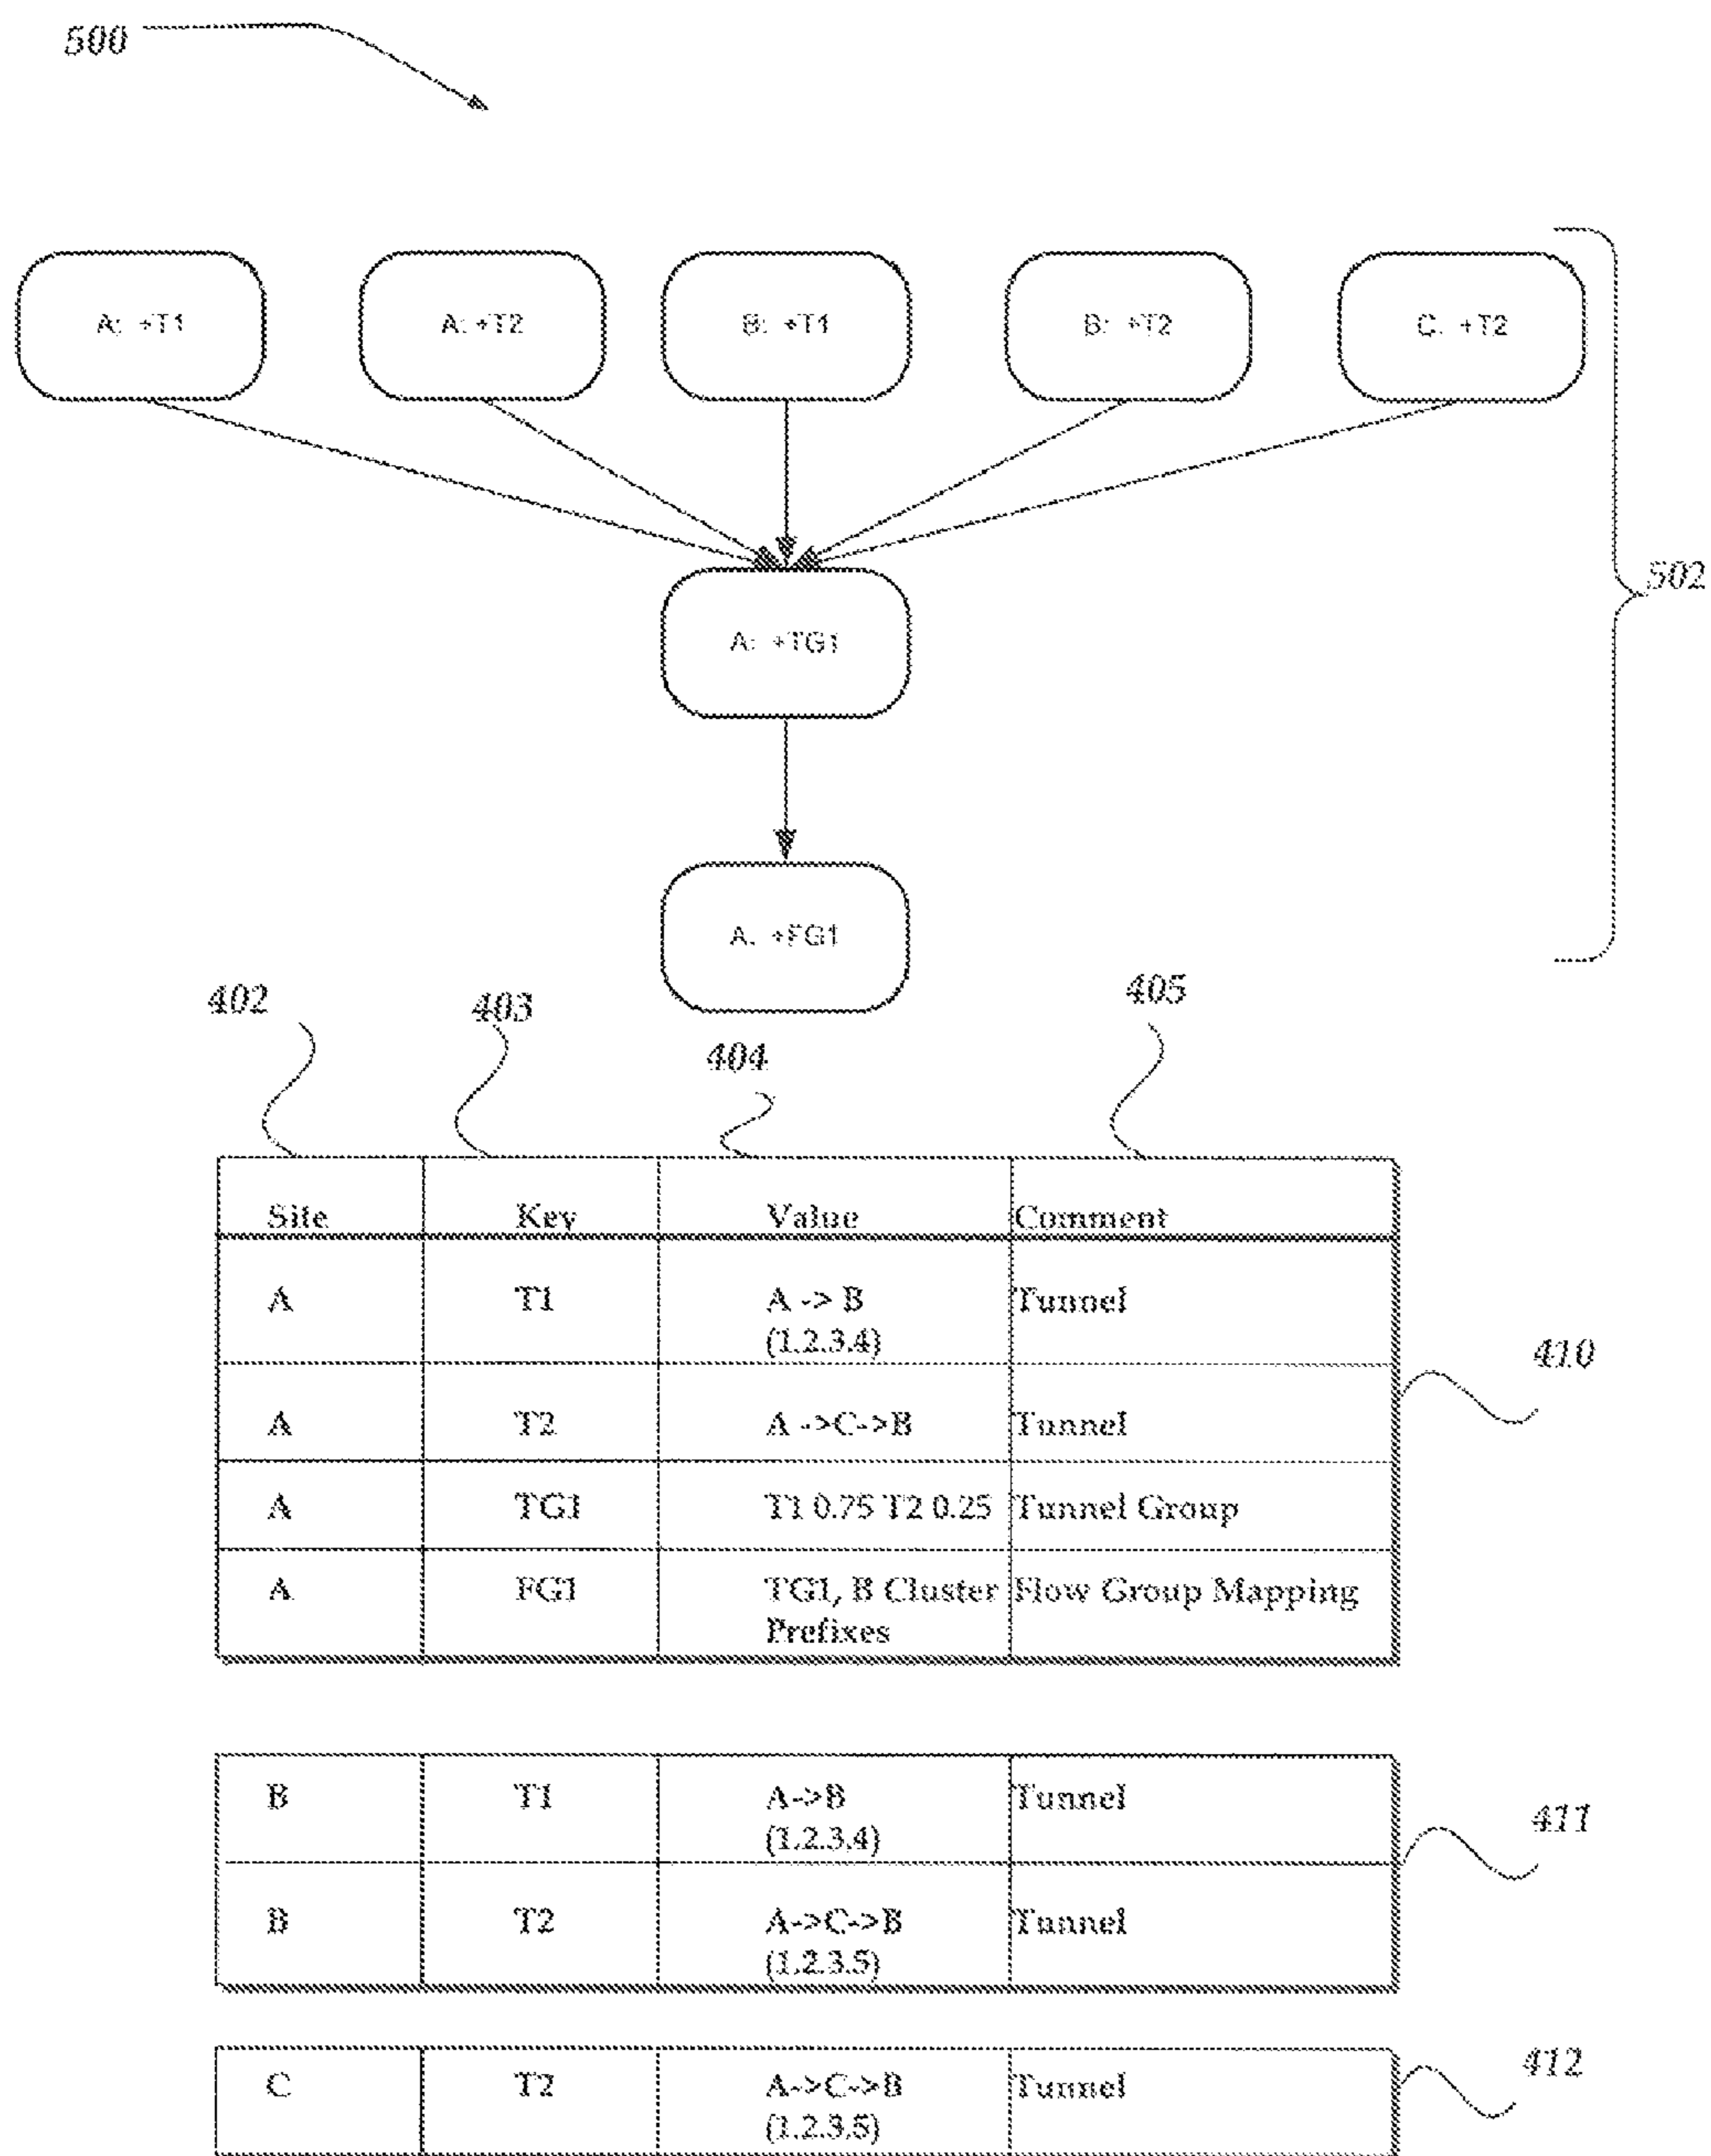 500
A: +T1 A: +T2 B: +T1 B: +T2 C. +T2
502
A: +TG1
A. +FG1
402 403 404 405
Site Key Value Comment
A T1 A -> B Tunnel
(1.2.3.4)
410
A T2 A ->C->B Tunnel
A TG1 T1 0.75 T2 0.25 Tunnel Group
A FG1 TG1, B Cluster Flow Group Mapping
Prefixes
B T1 A->B Tunnel
(1.2.3.4)
411
B T2 A->C->B Tunnel
(1.2.3.5)
412
C T2 A->C->B Tunnel
(1.2.3.5)